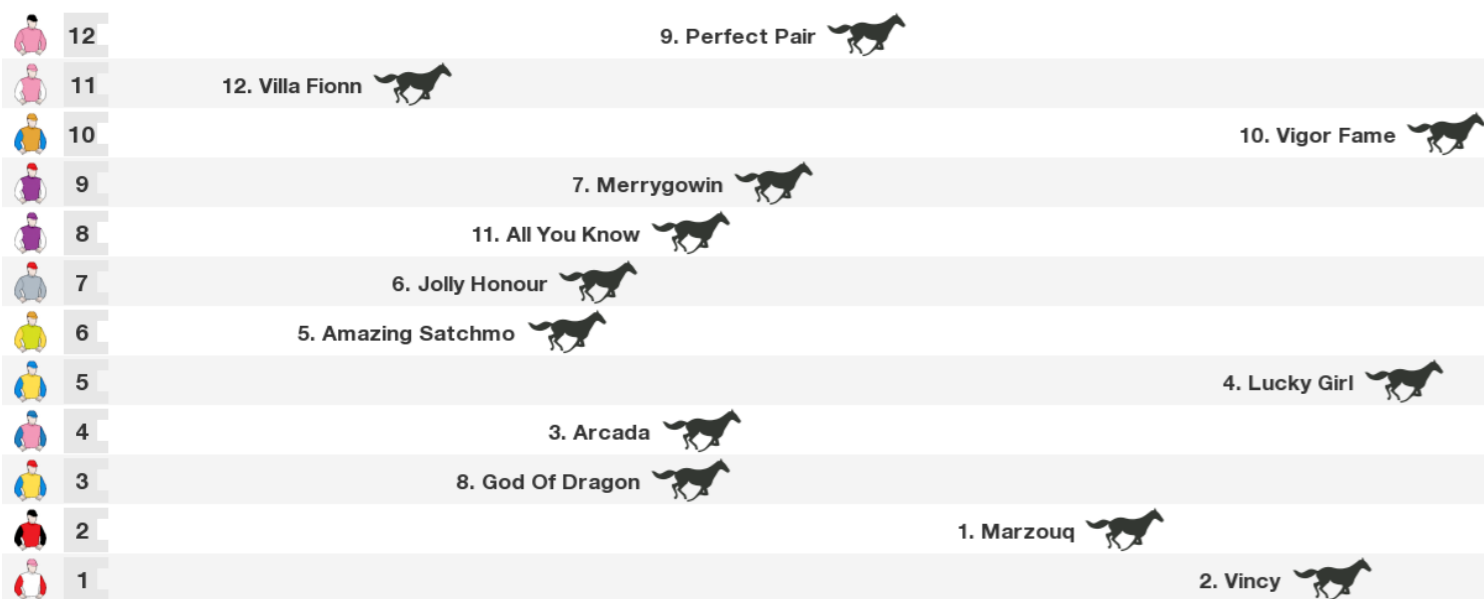 12 9. Perfect Pair
11 12. Villa Fionn
10 10. Vigor Fame
9 7. Merrygowin
8 11. All You Know
7 6. Jolly Honour
6 5. Amazing Satchmo
5 4. Lucky Girl
4 3. Arcada
3 8. God Of Dragon
2 1. Marzouq
1 2. Vincy